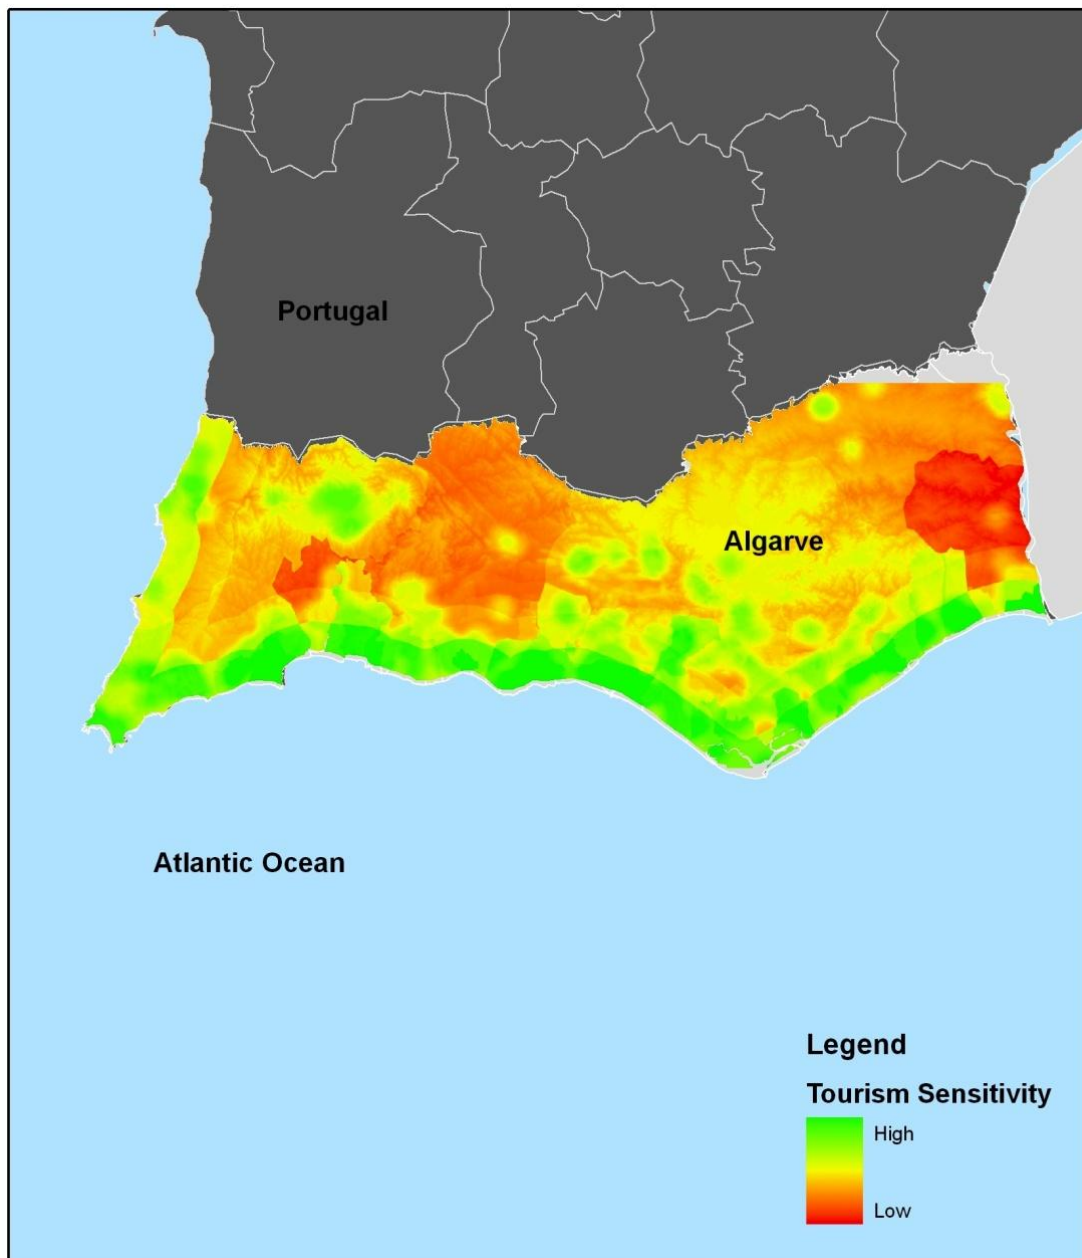 Portugal
Algarve
Atlantic Ocean
Legend
Tourism Sensitivity
High
Low